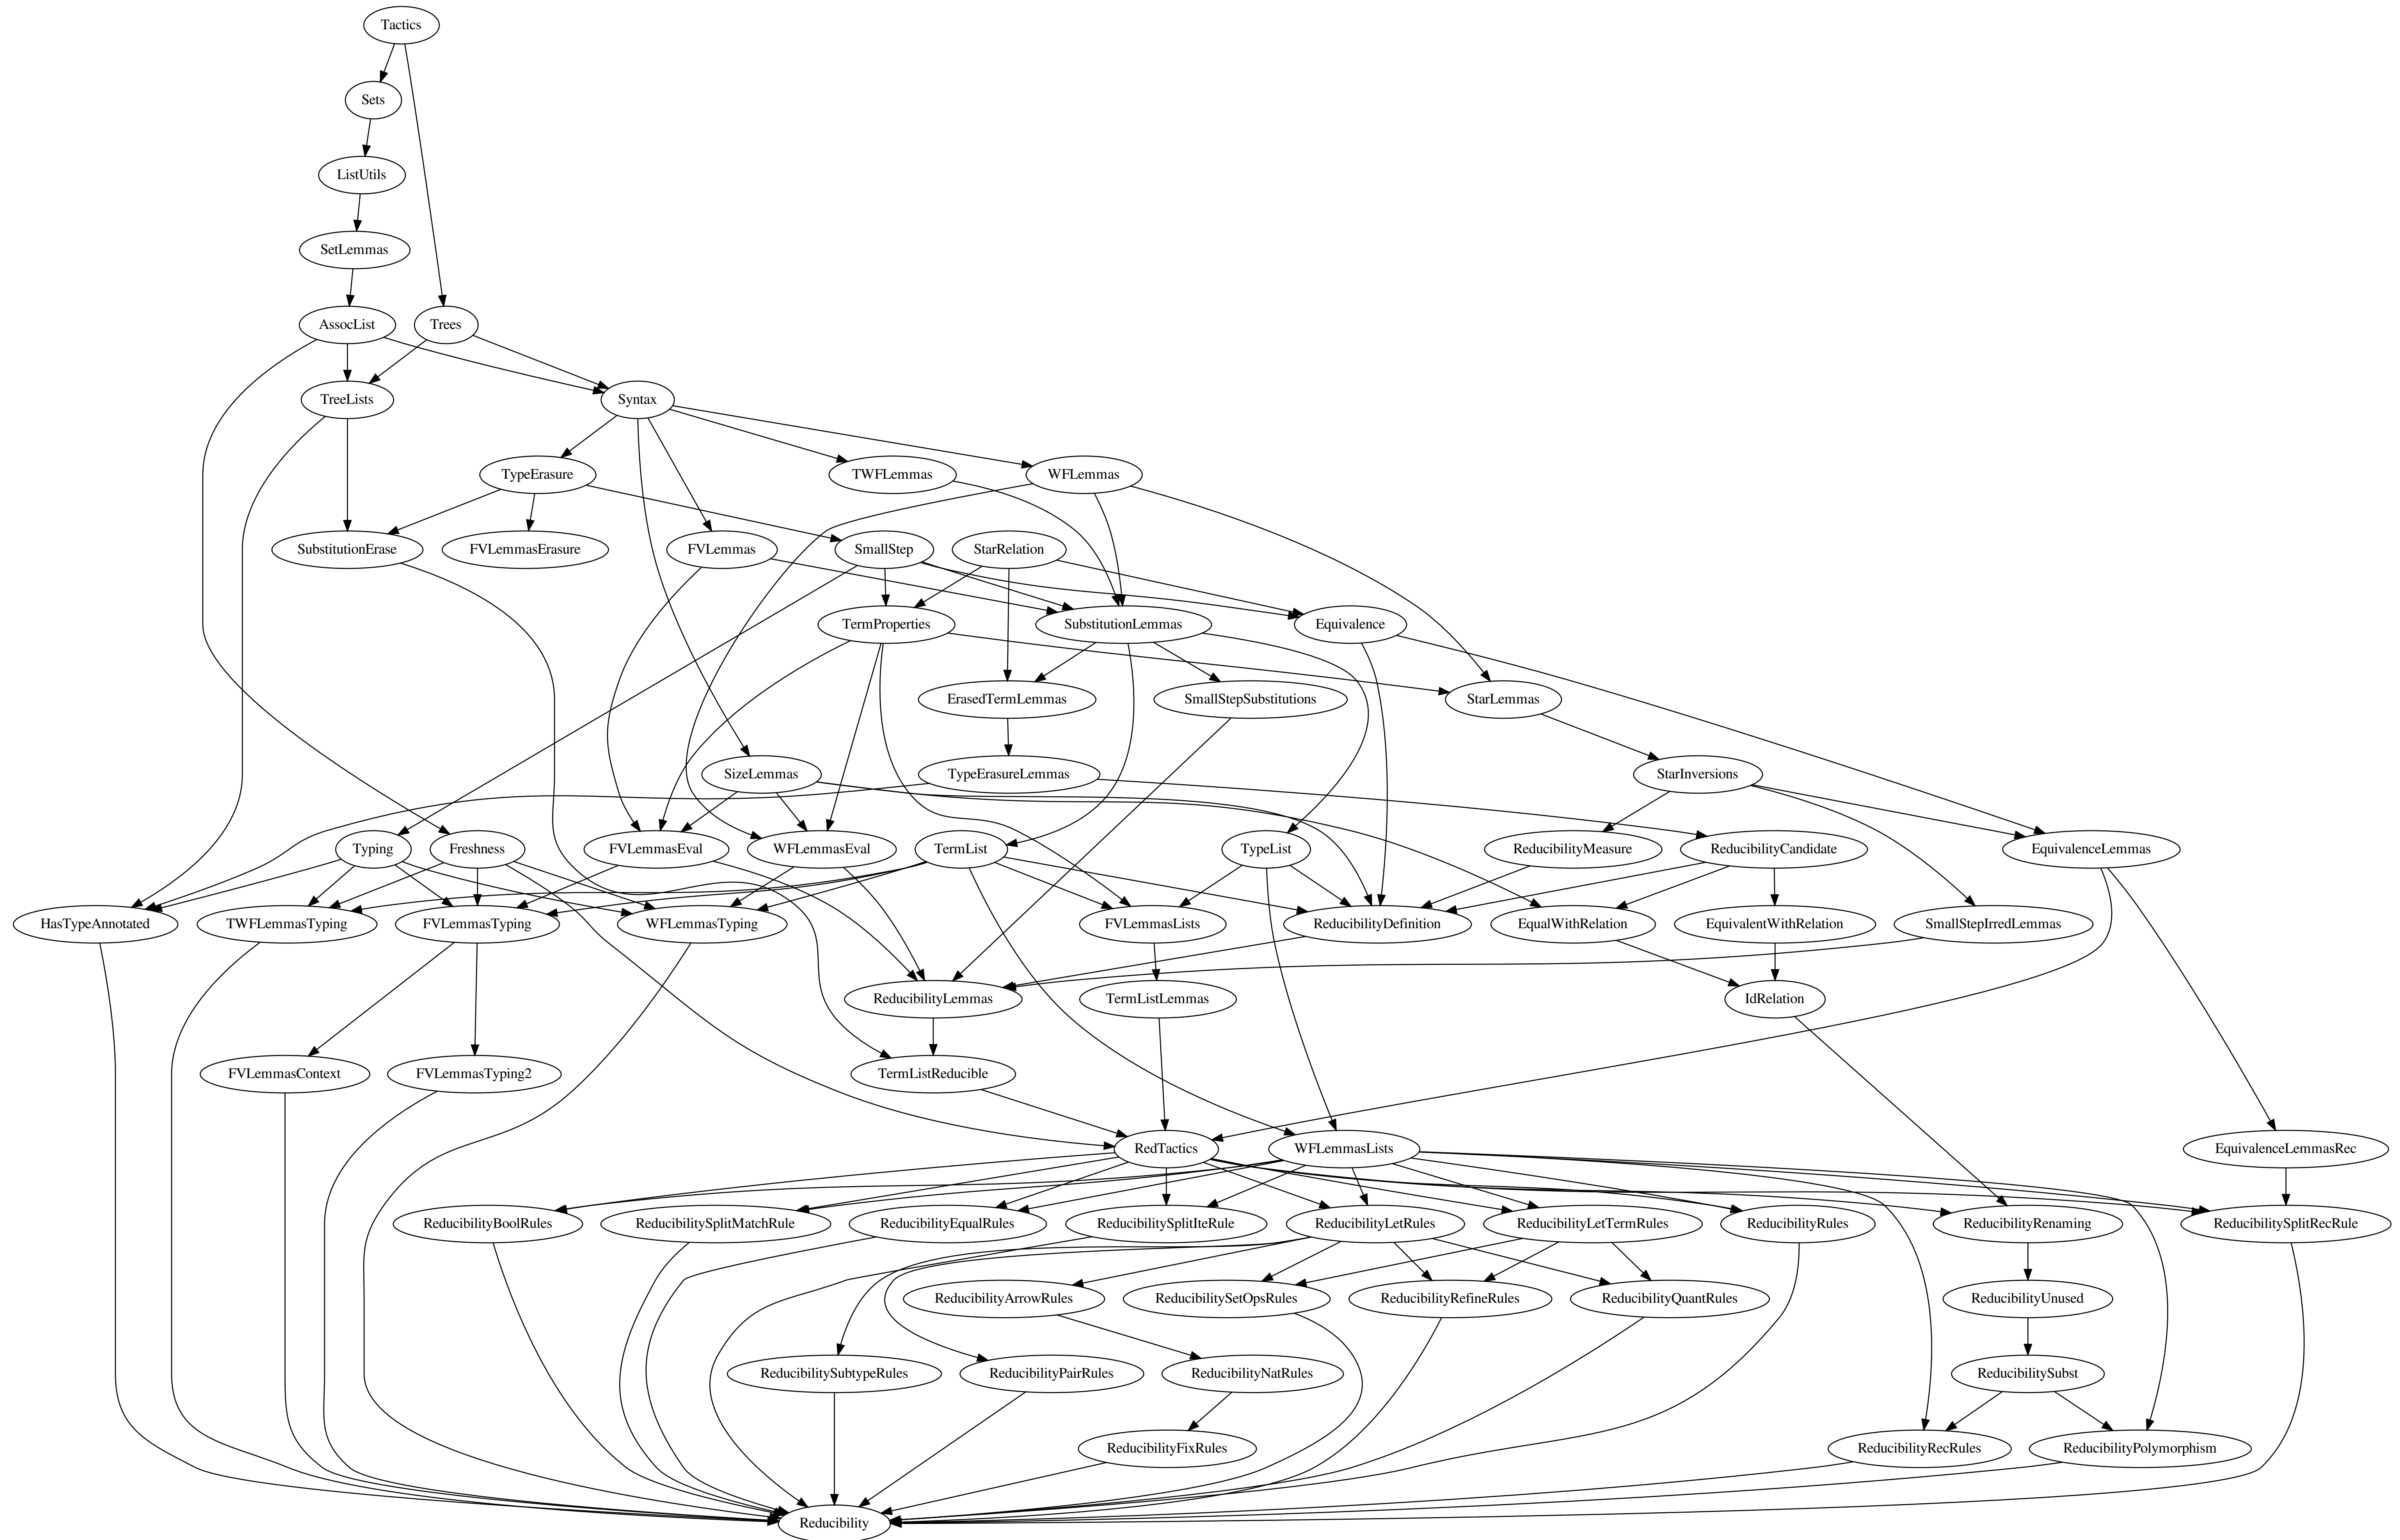 Tactics
Sets
ListUtils
SetLemmas
AssocList
Trees
TreeLists
Syntax
TypeErasure
TWFLemmas
WFLemmas
SubstitutionErase
FVLemmasErasure
FVLemmas
SmallStep
StarRelation
TermProperties
SubstitutionLemmas
Equivalence
ErasedTermLemmas
SmallStepSubstitutions
StarLemmas
SizeLemmas
TypeErasureLemmas
StarInversions
Typing
Freshness
FVLemmasEval
WFLemmasEval
TermList
TypeList
ReducibilityMeasure
ReducibilityCandidate
EquivalenceLemmas
HasTypeAnnotated
TWFLemmasTyping
FVLemmasTyping
WFLemmasTyping
FVLemmasLists
ReducibilityDefinition
EqualWithRelation
EquivalentWithRelation
SmallStepIrredLemmas
ReducibilityLemmas
TermListLemmas
IdRelation
FVLemmasContext
FVLemmasTyping2
TermListReducible
RedTactics
WFLemmasLists
EquivalenceLemmasRec
ReducibilityBoolRules
ReducibilitySplitMatchRule
ReducibilityEqualRules
ReducibilitySplitIteRule
ReducibilityLetRules
ReducibilityLetTermRules
ReducibilityRules
ReducibilityRenaming
ReducibilitySplitRecRule
ReducibilityArrowRules
ReducibilitySetOpsRules
ReducibilityRefineRules
ReducibilityQuantRules
ReducibilityUnused
ReducibilitySubtypeRules
ReducibilityPairRules
ReducibilityNatRules
ReducibilitySubst
ReducibilityFixRules
ReducibilityRecRules
ReducibilityPolymorphism
Reducibility